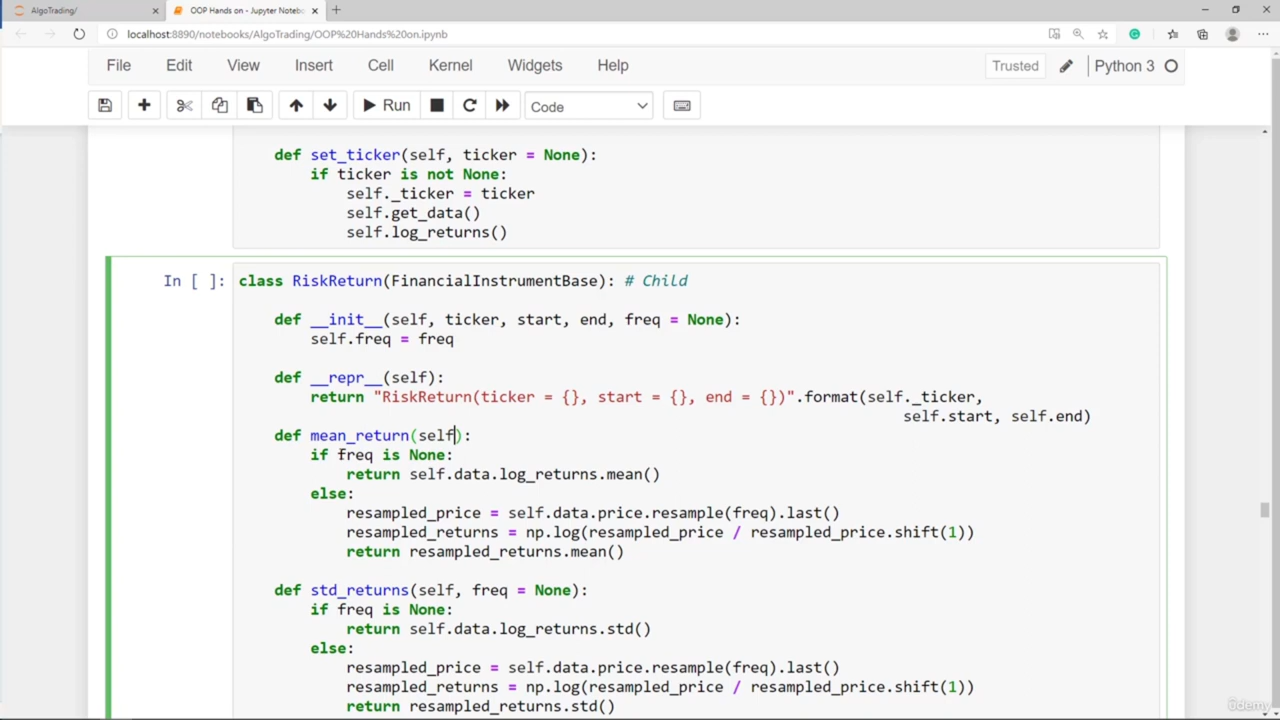 AlgoTrading/
OOP Hands on - Jupyter Notebo
localhost:8890/notebooks/AlgoTrading/OOP%20Hands%20on.ipynb
File Edit View Insert Cell Kernel Widgets Help Trusted Python 3
Run Code
def set_ticker(self, ticker = None):
if ticker is not None:
self._ticker = ticker
self.get_data()
self.log_returns()
In [ ]: class RiskReturn(FinancialInstrumentBase): # Child
def __init__(self, ticker, start, end, freq = None):
self.freq = freq
def __repr__(self):
return "RiskReturn(ticker = {}, start = {}, end = {})".format(self._ticker,
self.start, self.end)
def mean_return(self):
if freq is None:
return self.data.log_returns.mean()
else:
resampled_price = self.data.price.resample(freq).last()
resampled_returns = np.log(resampled_price / resampled_price.shift(1))
return resampled_returns.mean()
def std_returns(self, freq = None):
if freq is None:
return self.data.log_returns.std()
else:
resampled_price = self.data.price.resample(freq).last()
resampled_returns = np.log(resampled_price / resampled_price.shift(1))
return resampled_returns.std()
ûdemy